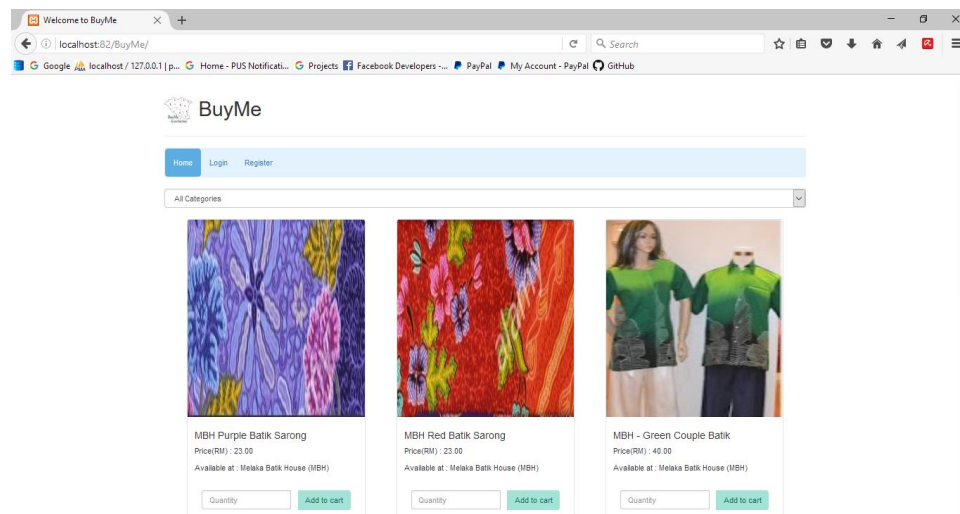 Welcome to BuyMe
localhost:82/BuyMe/
Search
Google localhost / 127.0.0.1 | p... Home - PUS Notificati... Projects Facebook Developers -... PayPal My Account - PayPal GitHub
BuyMe
Home Login Register
All Categories
MBH Purple Batik Sarong MBH Red Batik Sarong MBH - Green Couple Batik
Price(RM) : 23.00 Price(RM) : 23.00 Price(RM) : 40.00
Available at : Melaka Batik House (MBH) Available at : Melaka Batik House (MBH) Available at : Melaka Batik House (MBH)
Quantity Add to cart Quantity Add to cart Quantity Add to cart